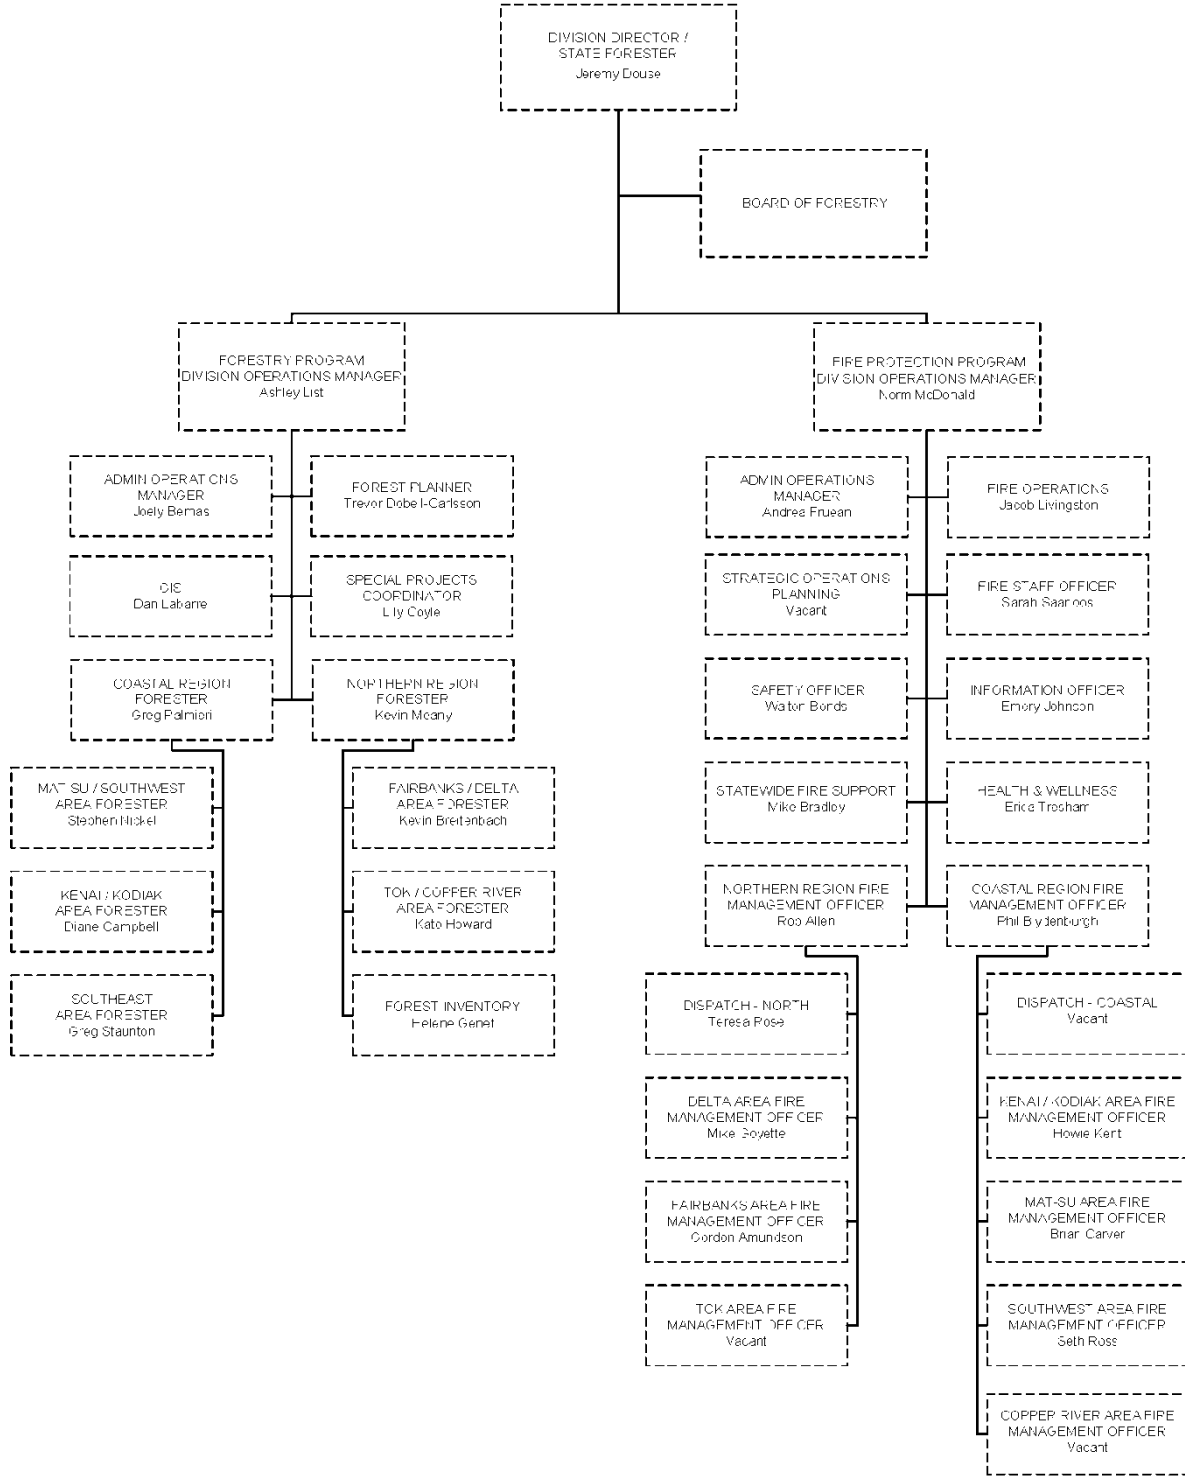 DIVISION DIRECTOR /
STATE FORESTER
Jeremy Douse
BOARD OF FORESTRY
FORESTRY PROGRAM
DIVISION OPERATIONS MANAGER
Ashley List
FIRE PROTECTION PROGRAM
DIVISION OPERATIONS MANAGER
Norm McDonald
ADMIN OPERATIONS
MANAGER
Joely Bernas
FOREST PLANNER
Trevor Dobell-Carlsson
GIS
Dan Labarre
SPECIAL PROJECTS
COORDINATOR
Lily Coyle
COASTAL REGION
FORESTER
Greg Palmieri
NORTHERN REGION
FORESTER
Kevin Meany
MAT-SU / SOUTHWEST
AREA FORESTER
Stephen Nickel
KENAI / KODIAK
AREA FORESTER
Diane Campbell
SOUTHEAST
AREA FORESTER
Greg Staunton
FAIRBANKS / DELTA
AREA FORESTER
Kevin Breitenbach
TOK / COPPER RIVER
AREA FORESTER
Kato Howard
FOREST INVENTORY
Helene Genet
ADMIN OPERATIONS
MANAGER
Andrea Fruean
FIRE OPERATIONS
Jacob Livingston
STRATEGIC OPERATIONS
PLANNING
Vacant
FIRE STAFF OFFICER
Sarah Saarloos
SAFETY OFFICER
Walton Bonds
INFORMATION OFFICER
Emory Johnson
STATEWIDE FIRE SUPPORT
Mike Bradley
HEALTH & WELLNESS
Erica Tresham
NORTHERN REGION FIRE
MANAGEMENT OFFICER
Rob Allen
COASTAL REGION FIRE
MANAGEMENT OFFICER
Phil Blydenburgh
DISPATCH - NORTH
Teresa Rose
DELTA AREA FIRE
MANAGEMENT OFFICER
Mike Goyette
FAIRBANKS AREA FIRE
MANAGEMENT OFFICER
Gordon Amundson
TOK AREA FIRE
MANAGEMENT OFFICER
Vacant
DISPATCH - COASTAL
Vacant
KENAI / KODIAK AREA FIRE
MANAGEMENT OFFICER
Howie Kent
MAT-SU AREA FIRE
MANAGEMENT OFFICER
Brian Carver
SOUTHWEST AREA FIRE
MANAGEMENT OFFICER
Seth Ross
COPPER RIVER AREA FIRE
MANAGEMENT OFFICER
Vacant